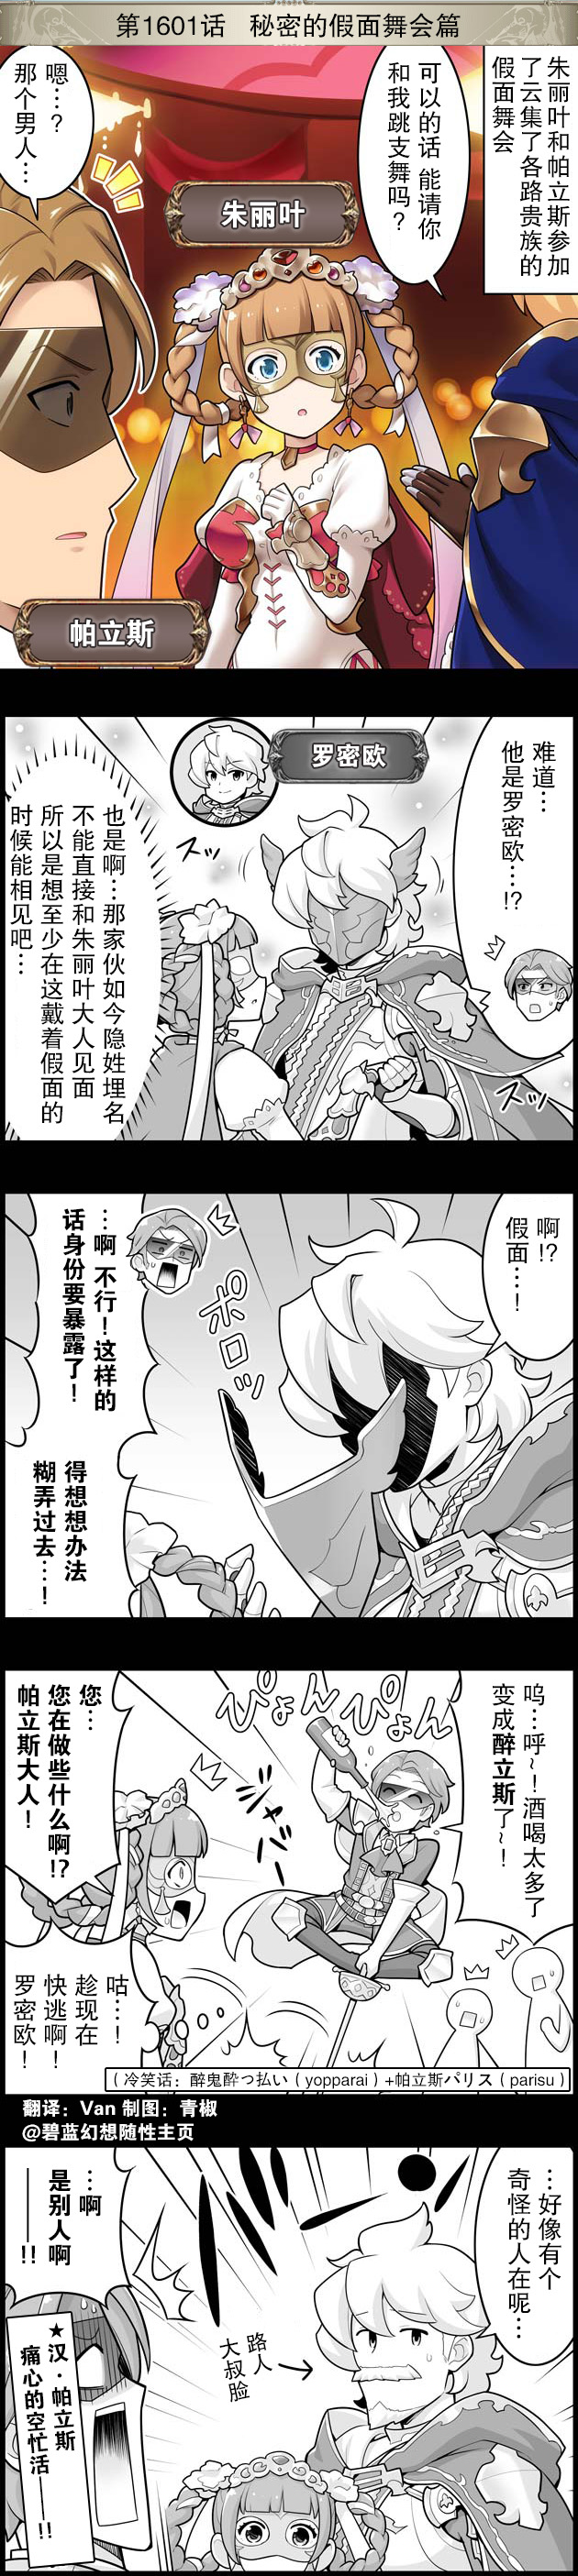 第1601话 秘密的假面舞会篇
朱丽叶和帕立斯参加
了云集了各路贵族的
假面舞会
可以的话 能请你
和我跳支舞吗？
嗯…？
那个男人…
朱丽叶
帕立斯
难道…
他是罗密欧…!?
罗密欧
スッ
スッ
也是啊…那家伙如今隐姓埋名
不能直接和朱丽叶大人见面
所以是想至少在这戴着假面的
时候能相见吧…
啊!?
假面…！
ポロッ
…啊 不行！这样的
话身份要暴露了！
得想想办法
糊弄过去…！
呜…呼~！酒喝太多了
变成醉立斯了~！
ぴょんぴょん
您…
您在做些什么啊!?
帕立斯大人！
咕…！
趁现在
快逃啊！
罗密欧！
（冷笑话：醉鬼酔っ払い（yopparai）+帕立斯パリス（parisu）
翻译：Van 制图：青椒
@碧蓝幻想随性主页
…好像有个
奇怪的人在呢…
路人
大叔脸
…啊
是别人啊
——!!
★汉·帕立斯
痛心的空忙活——!!